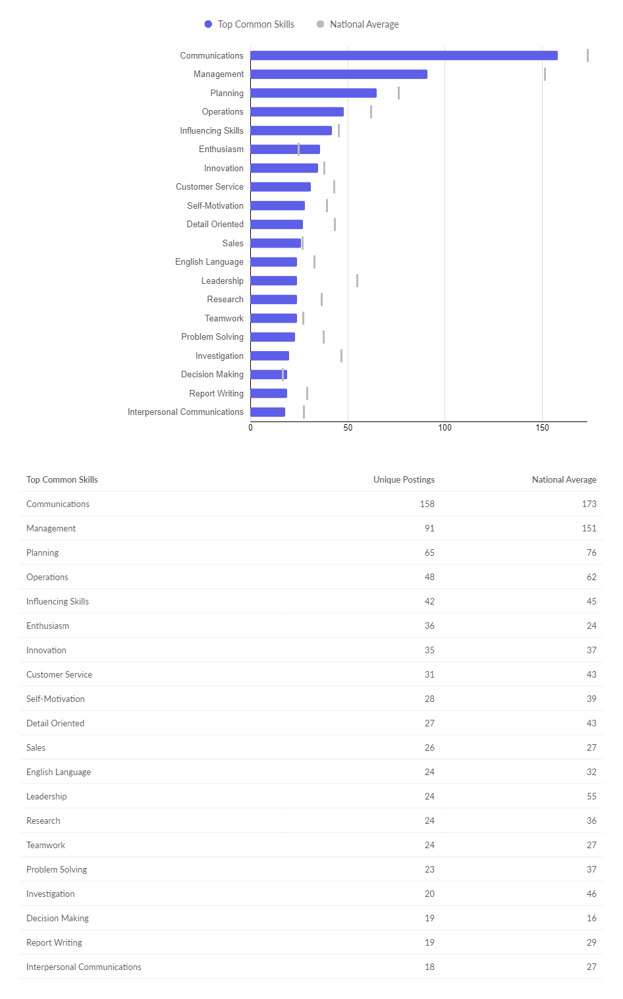 Top Common Skills National Average
Communications
Management
Planning
Operations
Influencing Skills
Enthusiasm
Innovation
Customer Service
Self-Motivation
Detail Oriented
Sales
English Language
Leadership
Research
Teamwork
Problem Solving
Investigation
Decision Making
Report Writing
Interpersonal Communications
0 50 100 150
Top Common Skills Unique Postings National Average
Communications 158 173
Management 91 151
Planning 65 76
Operations 48 62
Influencing Skills 42 45
Enthusiasm 36 24
Innovation 35 37
Customer Service 31 43
Self-Motivation 28 39
Detail Oriented 27 43
Sales 26 27
English Language 24 32
Leadership 24 55
Research 24 36
Teamwork 24 27
Problem Solving 23 37
Investigation 20 46
Decision Making 19 16
Report Writing 19 29
Interpersonal Communications 18 27